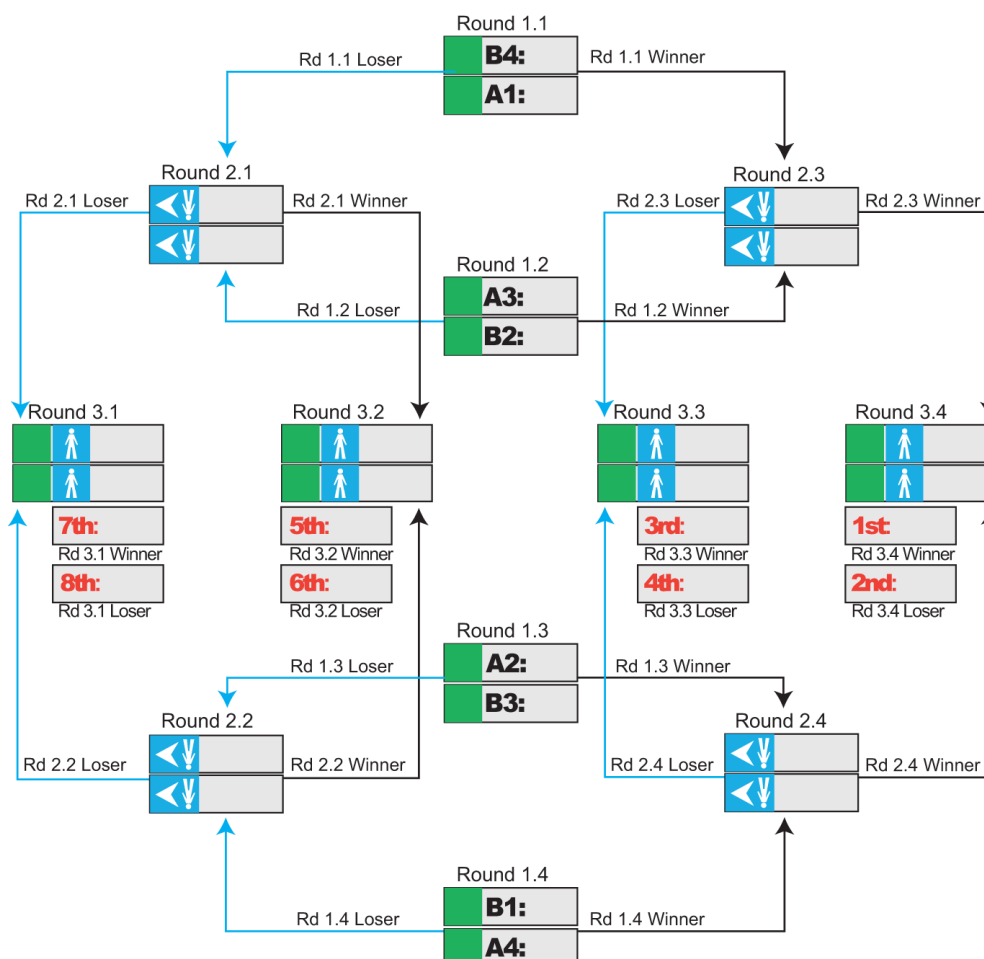 Round 1.1
Rd 1.1 Loser
B4:
Rd 1.1 Winner
A1:
Round 2.1
Round 2.3
Rd 2.1 Loser
Rd 2.1 Winner
Rd 2.3 Loser
Rd 2.3 Winner
Round 1.2
A3:
Rd 1.2 Loser
Rd 1.2 Winner
B2:
Round 3.1
Round 3.2
Round 3.3
Round 3.4
7th:
5th:
3rd:
1st:
Rd 3.1 Winner
Rd 3.2 Winner
Rd 3.3 Winner
Rd 3.4 Winner
8th:
6th:
4th:
2nd:
Rd 3.1 Loser
Rd 3.2 Loser
Rd 3.3 Loser
Rd 3.4 Loser
Round 1.3
Rd 1.3 Loser
A2:
Rd 1.3 Winner
B3:
Round 2.2
Round 2.4
Rd 2.2 Loser
Rd 2.2 Winner
Rd 2.4 Loser
Rd 2.4 Winner
Round 1.4
B1:
Rd 1.4 Loser
Rd 1.4 Winner
A4: